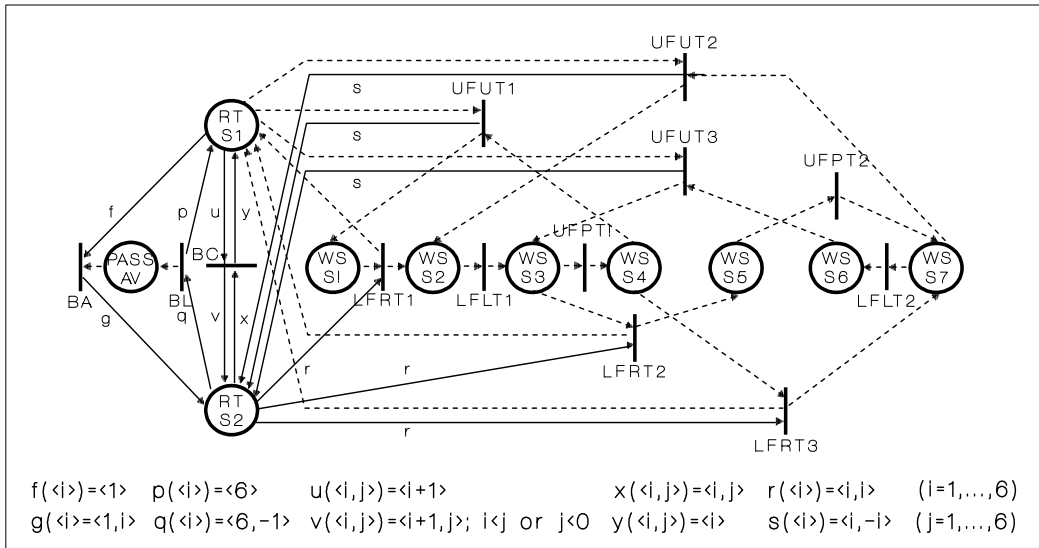 UFUT2
s
UFUT1
RT
S1
s
UFUT3
s
UFPT2
f
p
u
y
PASS
AV
BC
WS
S1
WS
S2
WS
S3
UFPT1
WS
S4
WS
S5
WS
S6
WS
S7
BA
BL
LFRT1
LFLT1
LFLT2
g
q
v
x
r
r
LFRT2
RT
S2
r
LFRT3
f(<i>)=<1> p(<i>)=<6> u(<i,j>)=<i+1> x(<i,j>)=<i,j> r(<i>)=<i,i> (i=1,...,6)
g(<i>=<1,i> q(<i>)=<6,-1> v(<i,j>)=<i+1,j>; i<j or j<0 y(<i,j>)=<i> s(<i>)=<i,-i> (j=1,...,6)